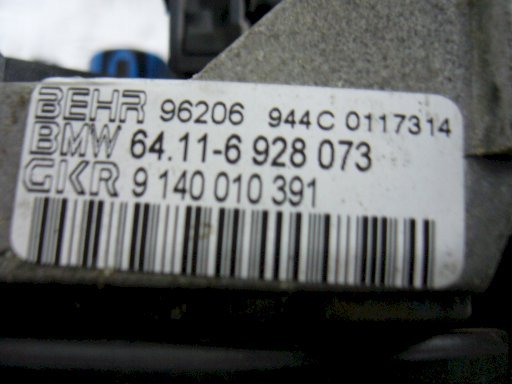 BEHR 96206 944C 0117314
BMW 64.11-6 928 073
GKR 9 140 010 391